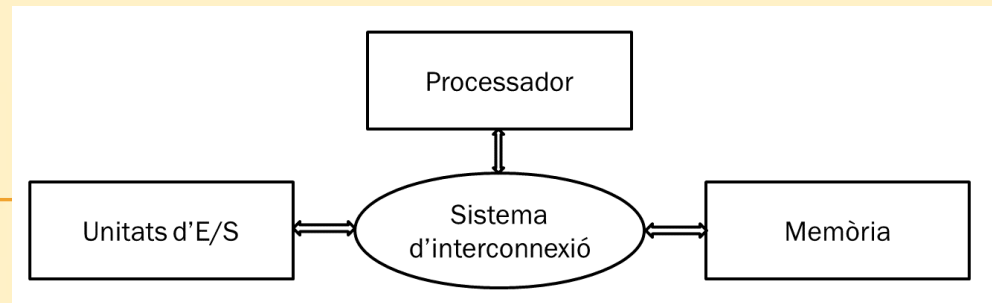 Processador
Unitats d'E/S
Sistema
d'interconnexió
Memòria